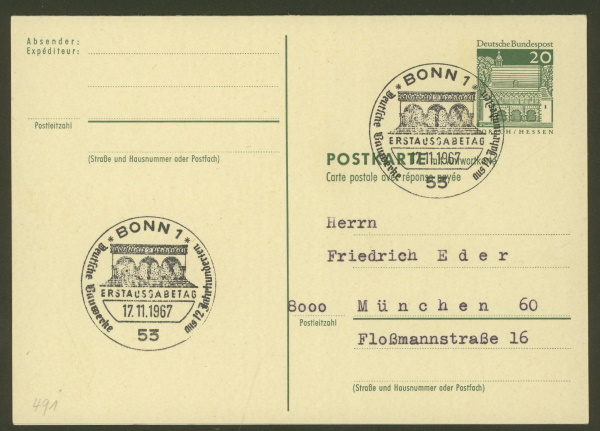 Absender:
Expéditeur:
Postleitzahl
(Straße und Hausnummer oder Postfach)
BONN 1
Deutsche Bauwerke
aus 12 Jahrhunderten
ERSTAUSGABETAG
17.11.1967
53
491
Deutsche Bundespost
20
BONN 1
Deutsche Bauwerke
aus 12 Jahrhunderten
ERSTAUSGABETAG
17.11.1967
53
/ HESSEN
POSTKARTE
Carte postale avec réponse payée
Herrn
Friedrich Eder
8000 München 60
Postleitzahl
Floßmannstraße 16
(Straße und Hausnummer oder Postfach)